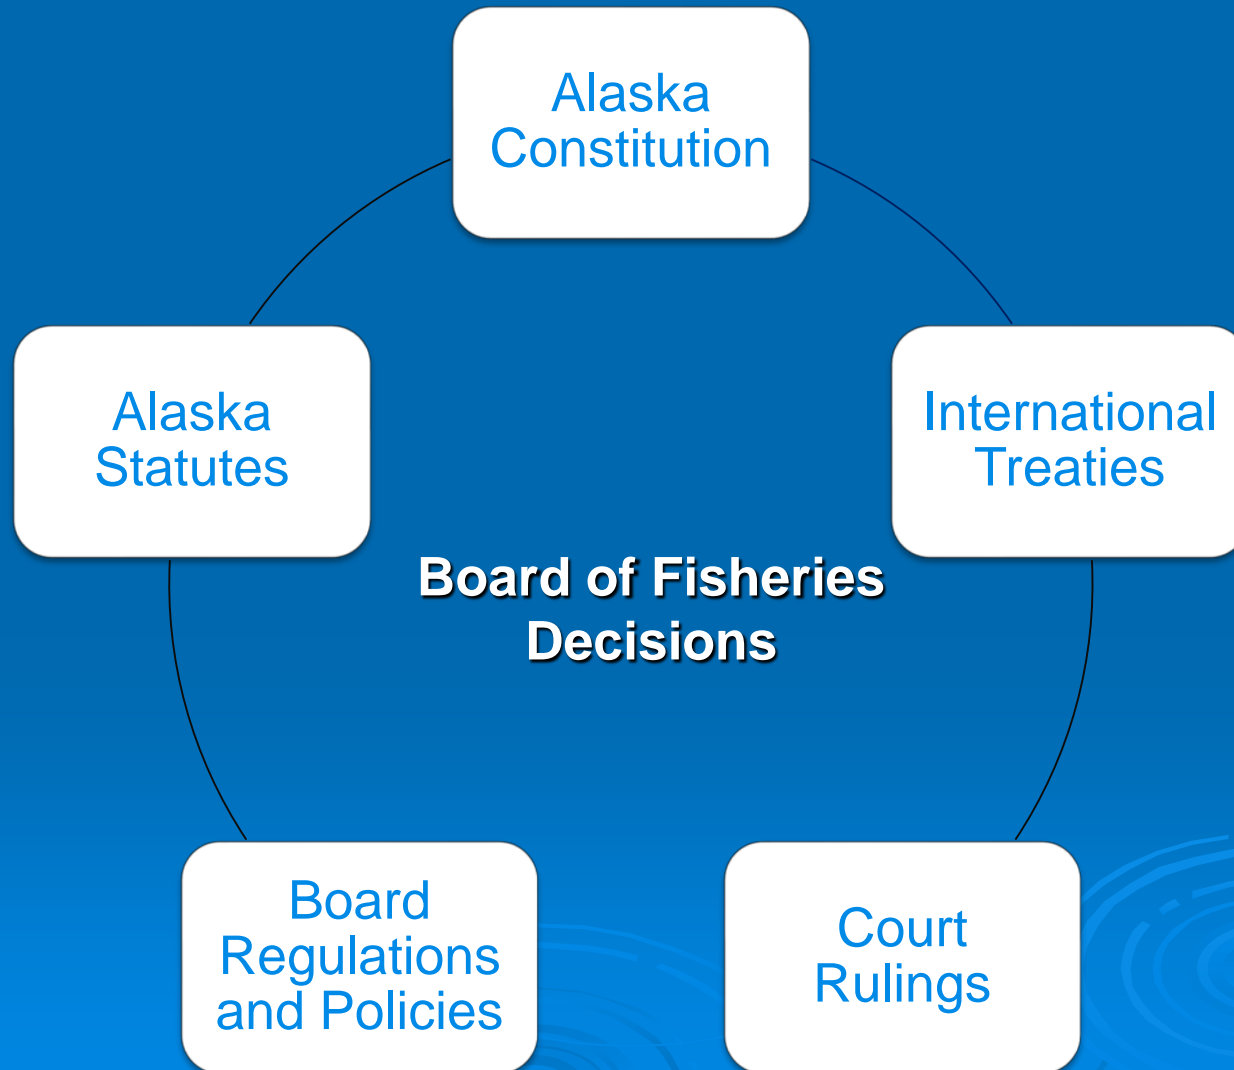 Alaska
Constitution
Alaska
Statutes
International
Treaties
Board of Fisheries
Decisions
Board
Regulations
and Policies
Court
Rulings